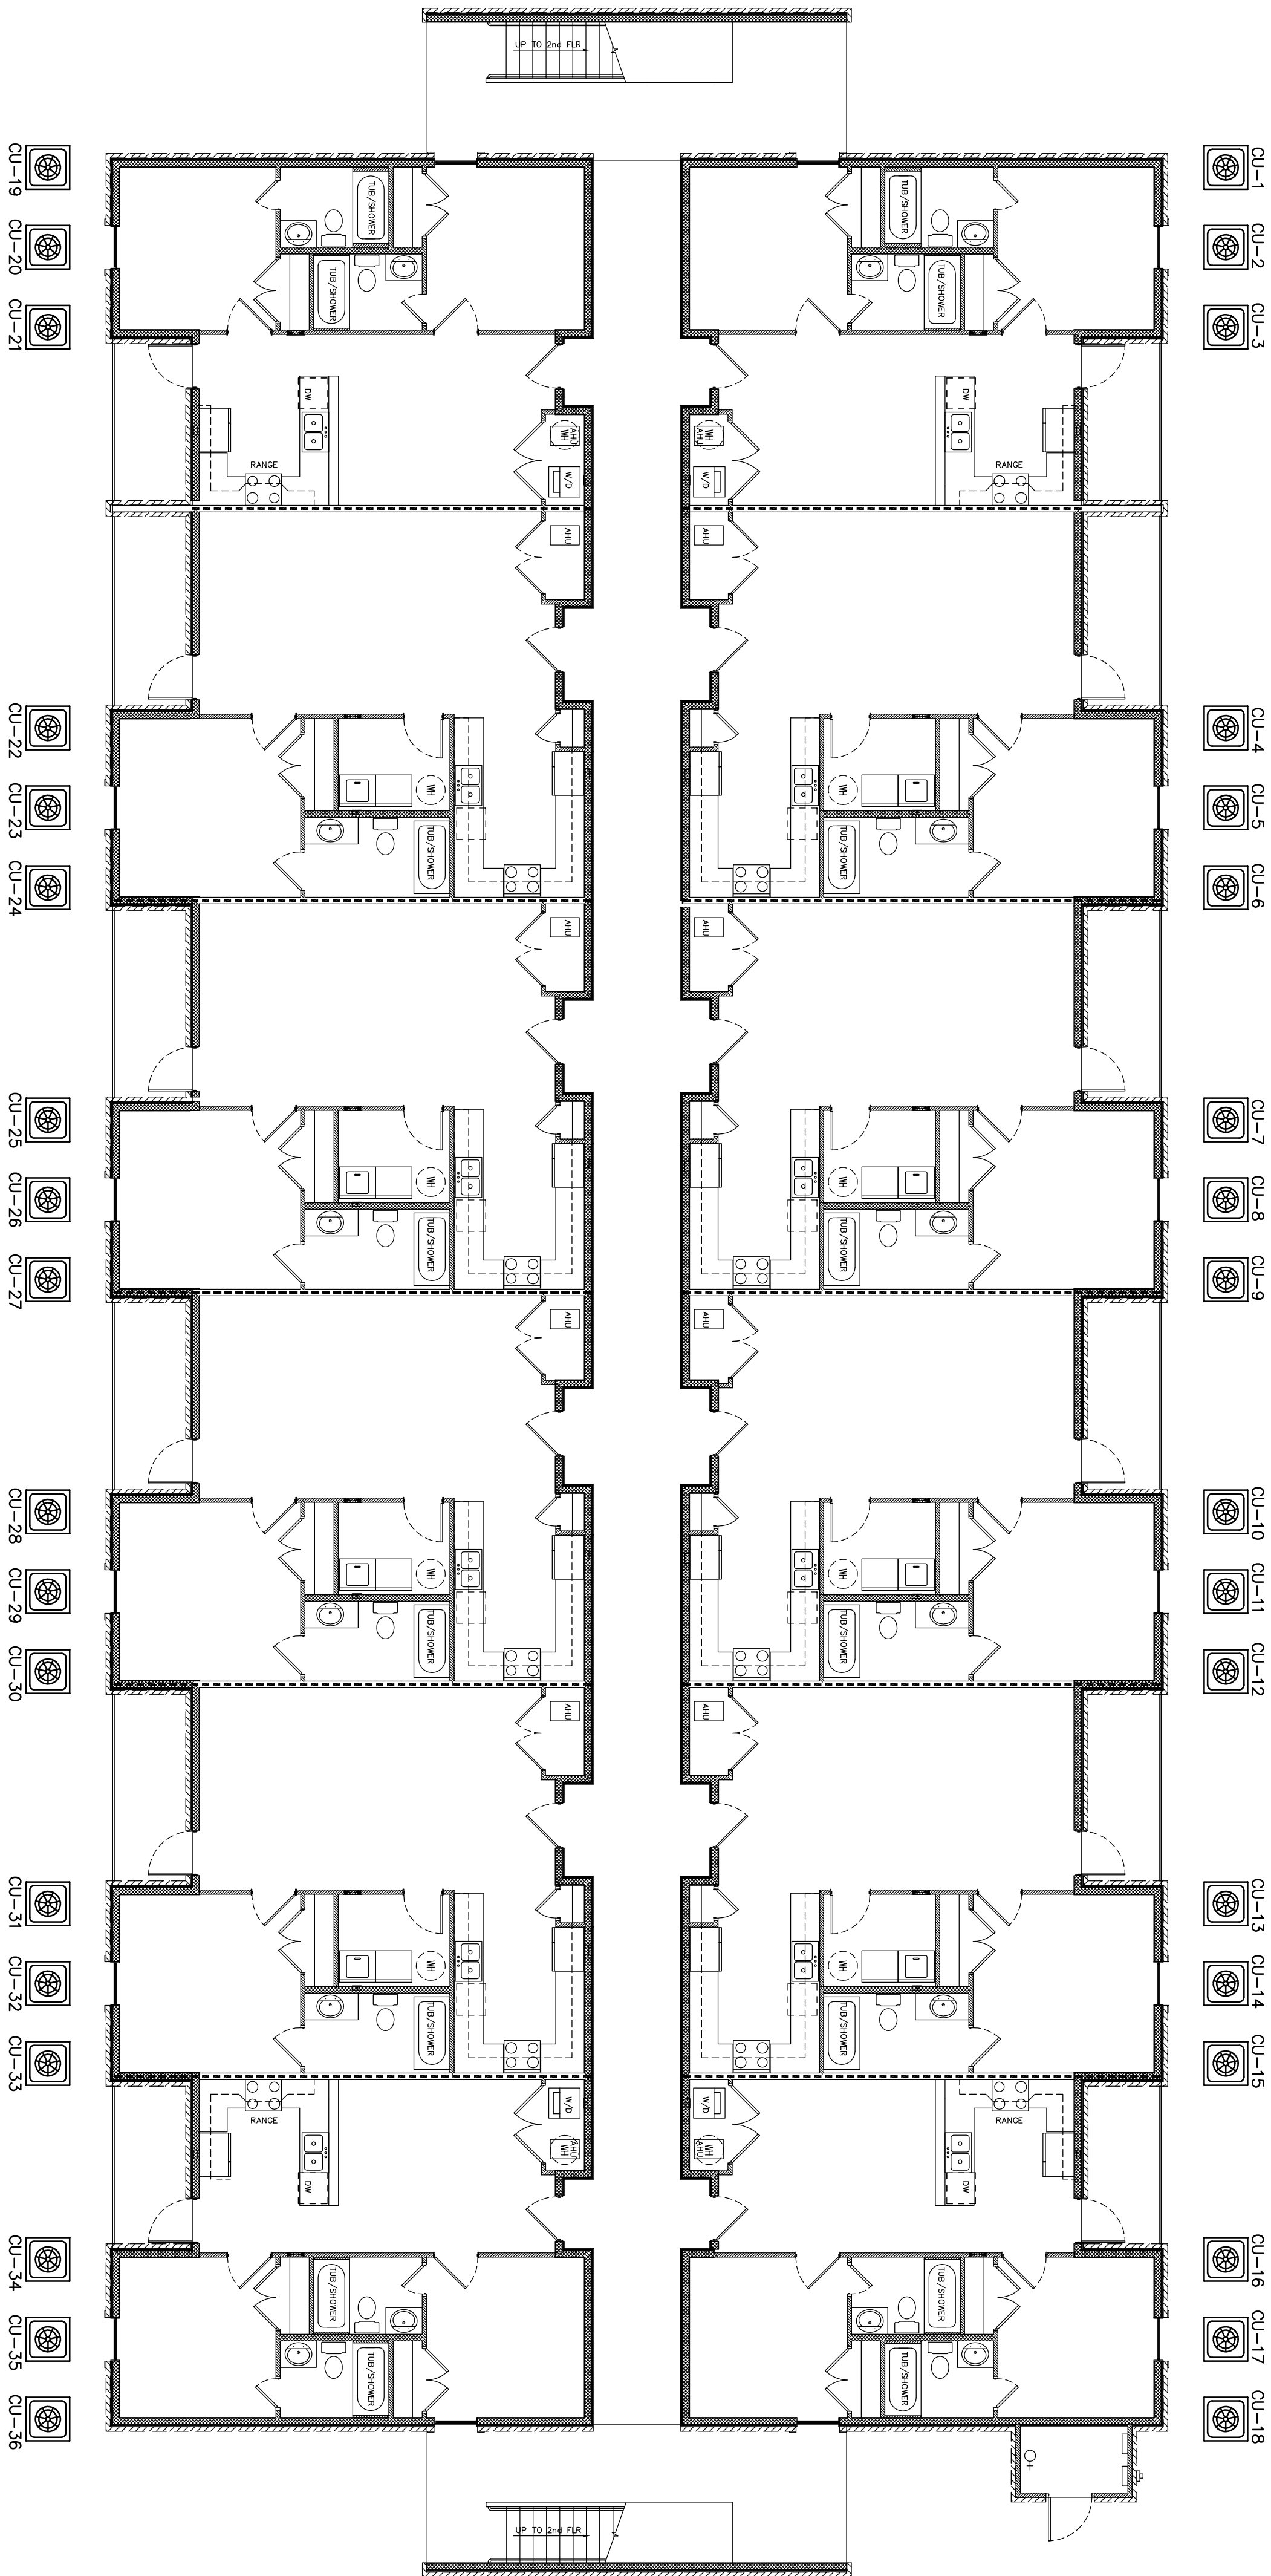 UP TO 2nd FLR
CU-19
CU-1
TUB/SHOWER
TUB/SHOWER
CU-20
CU-2
TUB/SHOWER
TUB/SHOWER
CU-21
CU-3
DW
DW
WH
AHU
WH
AHU
RANGE
RANGE
W/D
W/D
AHU
AHU
CU-22
CU-4
CU-23
WH
WH
CU-5
CU-24
TUB/SHOWER
TUB/SHOWER
CU-6
AHU
AHU
CU-25
CU-7
CU-26
WH
WH
CU-8
CU-27
TUB/SHOWER
TUB/SHOWER
CU-9
AHU
AHU
CU-28
CU-10
CU-29
WH
WH
CU-11
CU-30
TUB/SHOWER
TUB/SHOWER
CU-12
AHU
AHU
CU-31
CU-13
CU-32
WH
WH
CU-14
CU-33
TUB/SHOWER
TUB/SHOWER
CU-15
W/D
W/D
RANGE
RANGE
WH
AHU
WH
AHU
DW
DW
CU-34
TUB/SHOWER
TUB/SHOWER
CU-16
CU-35
TUB/SHOWER
TUB/SHOWER
CU-17
CU-36
CU-18
UP TO 2nd FLR